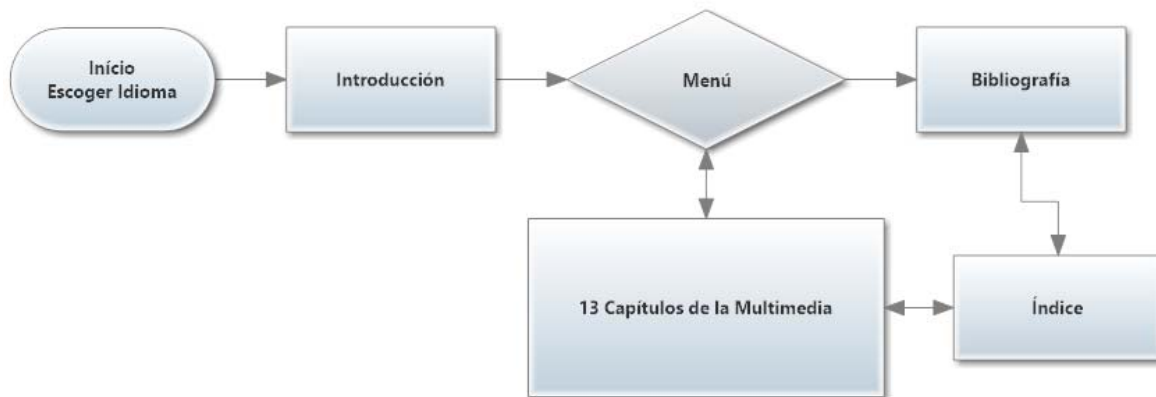 Início
Escoger Idioma
Introducción
Menú
Bibliografía
13 Capítulos de la Multimedia
Índice